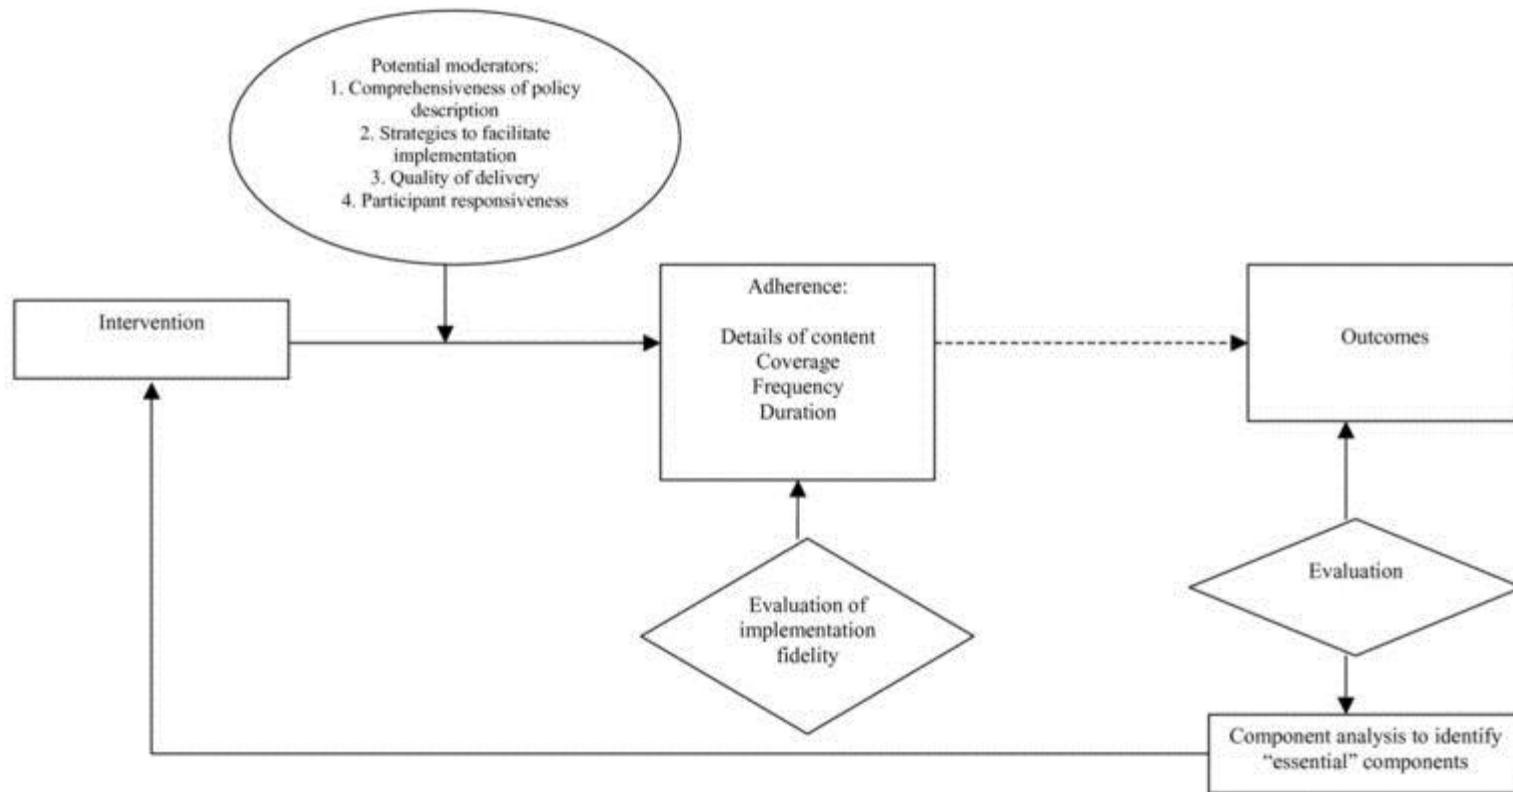 Potential moderators:
1. Comprehensiveness of policy
description
2. Strategies to facilitate
implementation
3. Quality of delivery
4. Participant responsiveness
Intervention
Adherence:
Details of content
Coverage
Frequency
Duration
Outcomes
Evaluation of
implementation
fidelity
Evaluation
Component analysis to identify
“essential” components